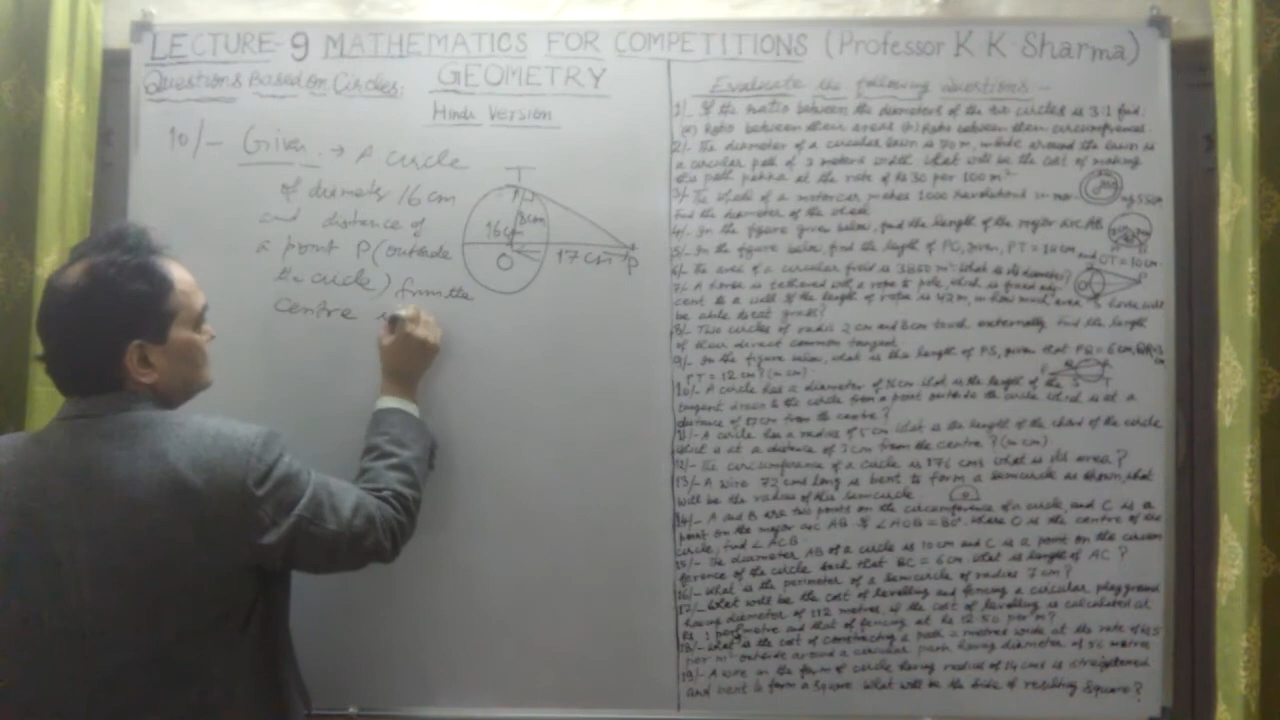 LECTURE-9 MATHEMATICS FOR COMPETITIONS (Professor K K Sharma)
Questions Based on Circles:
GEOMETRY
Hindi Version
10/- Given → A circle
of diameter 16 cm
and distance of
a point P (outside
the circle) from the
centre
T
8cm
16cm
O
17 cm
P
Evaluate the following Questions:-
1/- If the ratio between the diameters of the two circles is 3:1 find:
(a) Ratio between their areas (b) Ratio between their circumferences.
2/- The diameter of a circular lawn is 70 m, around the lawn is
a circular path of 3 meters width. What will be the cost of making
this path pakka at the rate of Rs 30 per 100 m²
3/- The wheel of a motorcar makes 1000 revolutions in
Find the diameter of the wheel
4/- In the figure given below, find the length of the major arc AB
5/- In the figure below, find the length of PO, given, PT = cm and OT = 10 cm
6/- The area of a circular field is 3850 m² What is its diameter?
7/- A horse is tethered with a rope to pole, which is fixed
cent to a wall If the length of rope is 42 m, in how much area horse will
be able to eat grass?
8/- Two circles of radii 2 cm and 8 cm touch externally. Find the length
of their direct common tangent.
9/- In the figure below, what is the length of PS, given that PQ = 6 cm,
PT = 12 cm? (in cm)
10/- A circle has a diameter of 16 cm what is the length of the
tangent drawn to the circle from a point outside the circle which is at a
distance of 17 cm from the centre?
11/- A circle has a radius of 5 cm What is the length of the chord of the circle
which is at a distance of 3 cm from the centre? (in cm)
12/- The circumference of a circle is 176 cms What is its area?
13/- A wire 72 cms long is bent to form a semicircle as shown, what
will be the radius of this semicircle.
14/- A and B are two points on the circumference of a circle, and C is a
point on the major arc AB If ∠AOB = 80°. Where O is the centre of the
circle, find ∠ACB
15/- The diameter AB of a circle is 10 cm and C is a point on the circum
ference of the circle such that BC = 6 cm. What is length of AC?
16/- What is the perimeter of a semicircle of radius 7 cm?
17/- What will be the cost of levelling and fencing a circular playground
having diameter of 112 metres if the cost of levelling is calculated at
Rs 1 per metre and that of fencing at Rs 12.50 per m?
18/- What is the cost of constructing a path 2 metres wide at the rate of Rs 5
per m² outside around a circular park having diameter of 56 metres
19/- A wire in the form of circle having radius of 14 cms is straightened
and bent to form a square What will be the side of resulting Square?